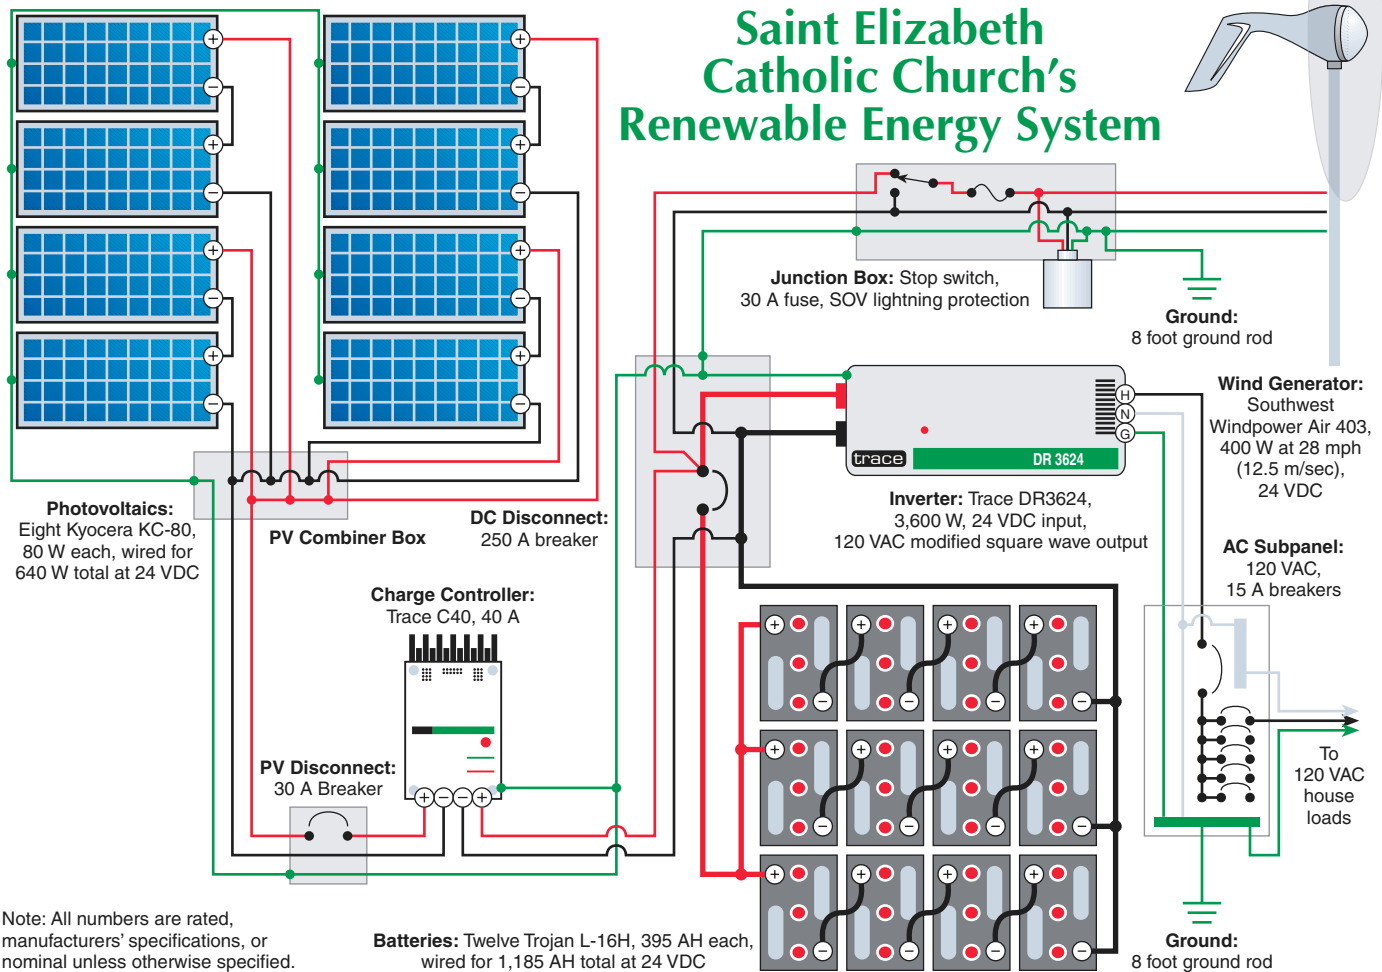 Saint Elizabeth
Catholic Church's
Renewable Energy System
Junction Box: Stop switch,
30 A fuse, SOV lightning protection
Ground:
8 foot ground rod
Wind Generator:
Southwest
Windpower Air 403,
400 W at 28 mph
(12.5 m/sec),
24 VDC
H
N
G
trace
DR 3624
Inverter: Trace DR3624,
3,600 W, 24 VDC input,
120 VAC modified square wave output
Photovoltaics:
Eight Kyocera KC-80,
80 W each, wired for
640 W total at 24 VDC
PV Combiner Box
DC Disconnect:
250 A breaker
AC Subpanel:
120 VAC,
15 A breakers
Charge Controller:
Trace C40, 40 A
PV Disconnect:
30 A Breaker
To
120 VAC
house
loads
Note: All numbers are rated,
manufacturers' specifications, or
nominal unless otherwise specified.
Batteries: Twelve Trojan L-16H, 395 AH each,
wired for 1,185 AH total at 24 VDC
Ground:
8 foot ground rod